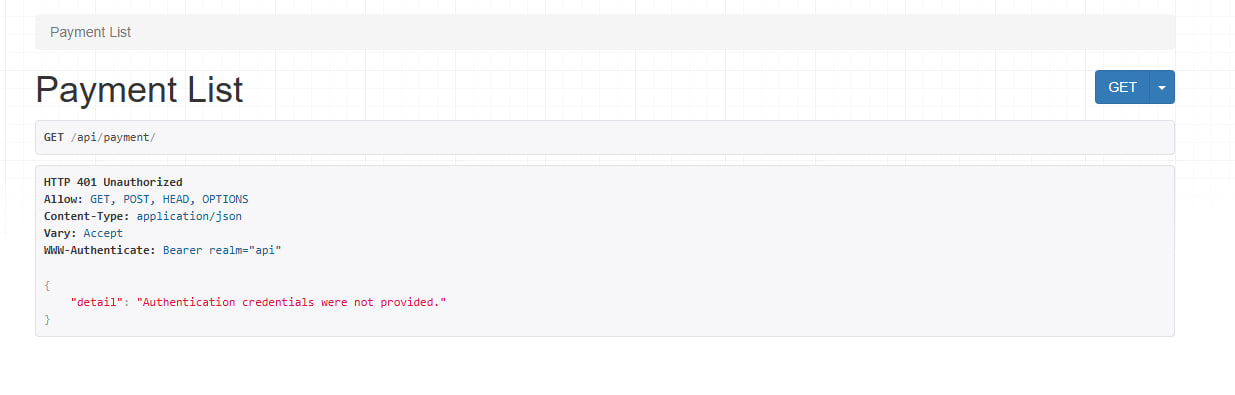 Payment List
Payment List
GET
GET /api/payment/
HTTP 401 Unauthorized
Allow: GET, POST, HEAD, OPTIONS
Content-Type: application/json
Vary: Accept
WWW-Authenticate: Bearer realm="api"
{
    "detail": "Authentication credentials were not provided."
}